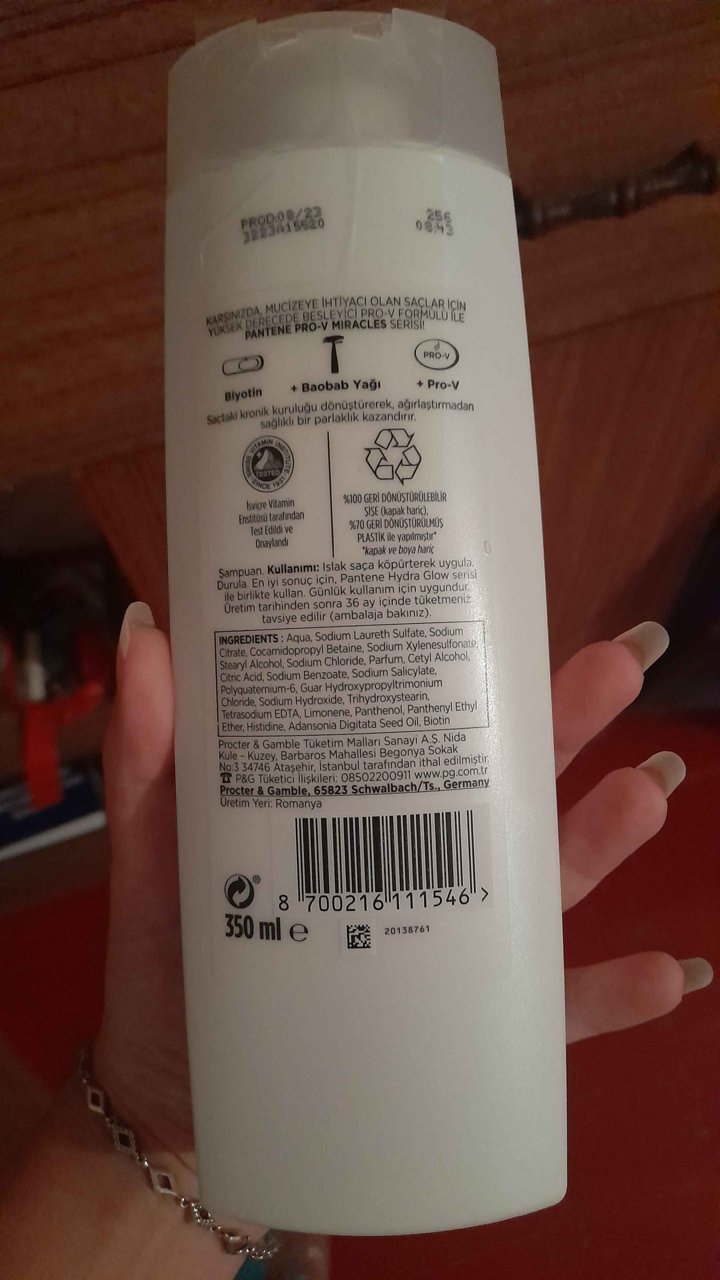 PROD08/23
3223A15520
256
08:42
KARŞINIZDA, MUCİZEYE İHTİYACI OLAN SAÇLAR İÇİN
YÜKSEK DERECEDE BESLEYİCİ PRO-V FORMÜLÜ İLE
PANTENE PRO-V MIRACLES SERİSİ!
PRO-V
Biyotin
+ Baobab Yağı
+ Pro-V
Saçtaki kronik kuruluğu dönüştürerek, ağırlaştırmadan
sağlıklı bir parlaklık kazandırır.
SWISS VITAMIN INSTITUTE
TESTED
SINCE 1931
İsviçre Vitamin
Enstitüsü tarafından
Test Edildi ve
Onaylandı
%100 GERİ DÖNÜŞTÜRÜLEBİLİR
ŞİŞE (kapak hariç),
%70 GERİ DÖNÜŞTÜRÜLMÜŞ
PLASTİK ile yapılmıştır*
*kapak ve boya hariç
Şampuan. Kullanımı: Islak saça köpürterek uygula.
Durula. En iyi sonuç için, Pantene Hydra Glow serisi
ile birlikte kullan. Günlük kullanım için uygundur.
Üretim tarihinden sonra 36 ay içinde tüketmeniz
tavsiye edilir (ambalaja bakınız).
INGREDIENTS : Aqua, Sodium Laureth Sulfate, Sodium
Citrate, Cocamidopropyl Betaine, Sodium Xylenesulfonate,
Stearyl Alcohol, Sodium Chloride, Parfum, Cetyl Alcohol,
Citric Acid, Sodium Benzoate, Sodium Salicylate,
Polyquaternium-6, Guar Hydroxypropyltrimonium
Chloride, Sodium Hydroxide, Trihydroxystearin,
Tetrasodium EDTA, Limonene, Panthenol, Panthenyl Ethyl
Ether, Histidine, Adansonia Digitata Seed Oil, Biotin
Procter & Gamble Tüketim Malları Sanayi A.Ş. Nida
Kule - Kuzey, Barbaros Mahallesi Begonya Sokak
No:3 34746 Ataşehir, İstanbul tarafından ithal edilmiştir.
☎ P&G Tüketici İlişkileri: 08502200911 www.pg.com.tr
Procter & Gamble, 65823 Schwalbach/Ts., Germany
Üretim Yeri: Romanya
8 700216 111546 >
350 ml e
20138761